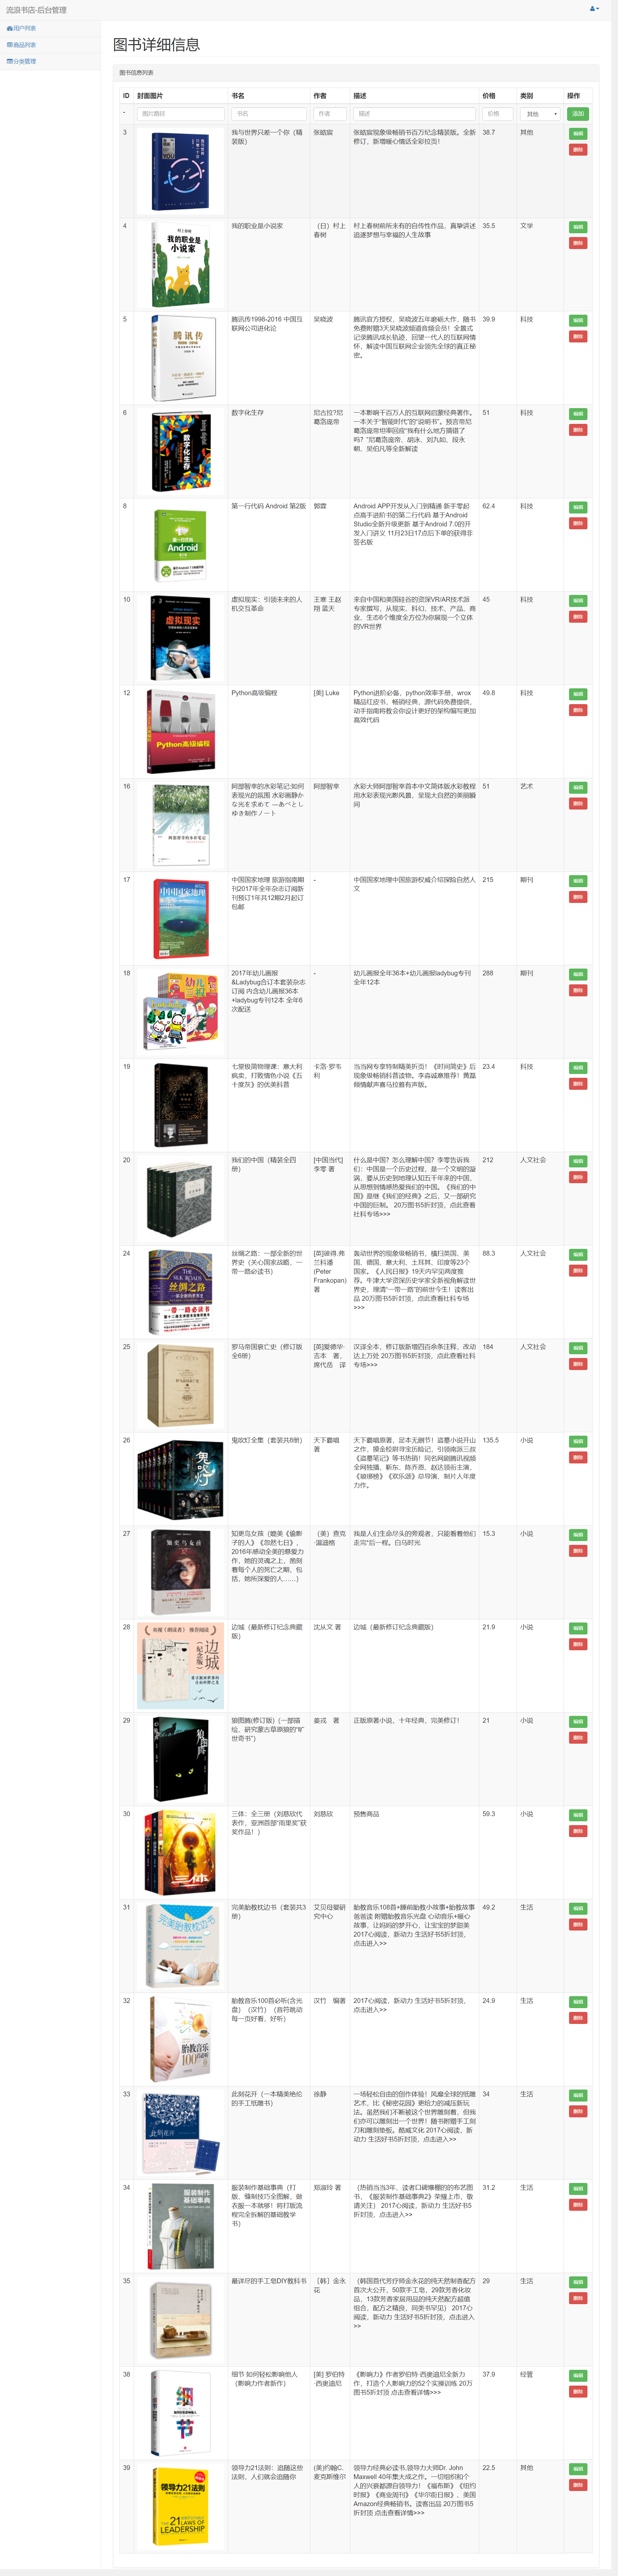 流浪书店-后台管理
用户列表
商品列表
分类管理
图书详细信息
图书信息列表
ID 封面图片 书名 作者 描述 价格 类别 操作
- 图片路径 书名 作者 描述 价格 其他 添加
3 我与世界只差一个你（精装版） 张皓宸 张皓宸现象级畅销书百万纪念精装版。全新修订，新增暖心情话全彩拉页！ 38.7 其他 编辑 删除
4 我的职业是小说家 （日）村上春树 村上春树前所未有的自传性作品，真挚讲述追逐梦想与幸福的人生故事 35.5 文学 编辑 删除
5 腾讯传1998-2016 中国互联网公司进化论 吴晓波 腾讯官方授权，吴晓波五年磨砺大作，随书免费附赠3天吴晓波频道音频会员！全景式记录腾讯成长轨迹，回望一代人的互联网情怀，解读中国互联网企业领先全球的真正秘密。 39.9 科技 编辑 删除
6 数字化生存 尼古拉?尼葛洛庞帝 一本影响千百万人的互联网启蒙经典著作。一本关于“智能时代”的“说明书”。预言帝尼葛洛庞帝坦率回应“我有什么地方搞错了吗？”尼葛洛庞帝、胡泳、刘九如、段永朝、吴伯凡等全新解读 51 科技 编辑 删除
8 第一行代码 Android 第2版 郭霖 Android APP开发从入门到精通 新手零起点高手进阶书的第二行代码 基于Android Studio全新升级更新 基于Android 7.0的开发入门讲义 11月23日17点后下单的获得非签名版 62.4 科技 编辑 删除
10 虚拟现实：引领未来的人机交互革命 王寒 王赵翔 蓝天 来自中国和美国硅谷的资深VR/AR技术派专家撰写，从现实、科幻、技术、产品、商业、生态6个维度全方位为你展现一个立体的VR世界 45 科技 编辑 删除
12 Python高级编程 [美] Luke Python进阶必备，python效率手册，wrox精品红皮书，畅销经典，源代码免费提供，动手指南将教会你设计更好的架构编写更加高效代码 49.8 科技 编辑 删除
16 阿部智幸的水彩笔记:如何表现光的氛围 水彩画静かな光を求めて —あべとしゆき制作ノート 阿部智幸 水彩大师阿部智幸首本中文简体版水彩教程 用水彩表现光影风景，呈现大自然的美丽瞬间 51 艺术 编辑 删除
17 中国国家地理 旅游指南期刊2017年全年杂志订阅新刊预订1年共12期2月起订 包邮 - 中国国家地理中国旅游权威介绍探险自然人文 215 期刊 编辑 删除
18 2017年幼儿画报&Ladybug合订本套装杂志订阅 内含幼儿画报36本+ladybug专刊12本 全年6次配送 - 幼儿画报全年36本+幼儿画报ladybug专刊全年12本 288 期刊 编辑 删除
19 七堂极简物理课：意大利疯卖，打败情色小说《五十度灰》的优美科普 卡洛·罗韦利 当当网专享特制精美折页！《时间简史》后现象级畅销科普读物。李淼诚意推荐！黄磊倾情献声喜马拉雅有声版。 23.4 科技 编辑 删除
20 我们的中国（精装全四册） [中国当代] 李零 著 什么是中国？怎么理解中国？李零告诉我们：中国是一个历史过程，是一个文明的漩涡，要从历史到地理认知五千年来的中国，从思想到情感热爱我们的中国。《我们的中国》是继《我们的经典》之后，又一部研究中国的巨制。 20万图书5折封顶，点此查看社科专场>>> 212 人文社会 编辑 删除
24 丝绸之路：一部全新的世界史（关心国家战略，一带一路必读书） [英]彼得.弗兰科潘(Peter Frankopan) 著 轰动世界的现象级畅销书，横扫英国、美国、德国、意大利、土耳其、印度等23个国家。《人民日报》19天内罕见两度推荐。牛津大学资深历史学家全新视角解读世界史，理清“一带一路”的前世今生！读客出品 20万图书5折封顶，点此查看社科专场>>> 88.3 人文社会 编辑 删除
25 罗马帝国衰亡史（修订版 全6册） [英]爱德华·吉本 著，席代岳 译 汉译全本，修订版新增四百余条注释，改动达上万处 20万图书5折封顶，点此查看社科专场>>> 184 人文社会 编辑 删除
26 鬼吹灯全集（套装共8册） 天下霸唱 著 天下霸唱原著，足本无删节！盗墓小说开山之作，摸金校尉寻宝历险记，引领南派三叔《盗墓笔记》等书热销！同名网剧腾讯视频全网独播，靳东、陈乔恩、赵达领衔主演，《琅琊榜》《欢乐颂》总导演、制片人年度力作。 135.5 小说 编辑 删除
27 知更鸟女孩（媲美《偷影子的人》《忽然七日》，2016年感动全美的悬爱力作，她的灵魂之上，凿刻着每个人的死亡之期，包括，她所深爱的人……） （美）查克·温迪格 我是人们生命尽头的旁观者，只能看着他们走完“后一程。白马时光 15.3 小说 编辑 删除
28 边城（最新修订纪念典藏版） 沈从文 著 边城（最新修订纪念典藏版） 21.9 小说 编辑 删除
29 狼图腾(修订版)（一部描绘、研究蒙古草原狼的“旷世奇书”） 姜戎 著 正版原著小说，十年经典，完美修订！ 21 小说 编辑 删除
30 三体：全三册（刘慈欣代表作，亚洲首部“雨果奖”获奖作品！） 刘慈欣 预售商品 59.3 小说 编辑 删除
31 完美胎教枕边书（套装共3册） 艾贝母婴研究中心 胎教音乐108首+睡前胎教小故事+胎教故事爸爸读 附赠胎教音乐光盘 心动音乐+暖心故事，让妈妈的梦开心，让宝宝的梦甜美 2017心阅读，新动力 生活好书5折封顶，点击进入>> 49.2 生活 编辑 删除
32 胎教音乐100首必听(含光盘)（汉竹）（音符跳动每一页好看，好听） 汉竹 编著 2017心阅读，新动力 生活好书5折封顶，点击进入>> 24.9 生活 编辑 删除
33 此刻花开（一本精美绝伦的手工纸雕书） 徐静 一场轻松自由的创作体验！风靡全球的纸雕艺术，比《秘密花园》更给力的减压新玩法。虽然我们不断被这个世界雕刻着，但我们亦可以雕刻出一个世界！随书附赠手工刻刀和雕刻垫板。酷威文化 2017心阅读，新动力 生活好书5折封顶，点击进入>> 34 生活 编辑 删除
34 服装制作基础事典（打版、缝制技巧全图解，做衣服一本就够！将打版流程完全拆解的基础教学书） 郑淑玲 著 （热销当当3年，读者口碑爆棚的的布艺图书，《服装制作基础事典2》荣耀上市，敬请关注） 2017心阅读，新动力 生活好书5折封顶，点击进入>> 31.2 生活 编辑 删除
35 最详尽的手工皂DIY教科书 ［韩］金永花 （韩国首代芳疗师金永花的纯天然制香配方首次大公开，50款手工皂，29款芳香化妆品，13款芳香家居用品的纯天然配方超值组合，配方之精良，同类书罕见） 2017心阅读，新动力 生活好书5折封顶，点击进入>> 29 生活 编辑 删除
38 细节 如何轻松影响他人（影响力作者新作） [美] 罗伯特·西奥迪尼 《影响力》作者罗伯特·西奥迪尼全新力作，打造个人影响力的52个实操训练 20万图书5折封顶 点击查看详情>>> 37.9 经管 编辑 删除
39 领导力21法则：追随这些法则，人们就会追随你 (美)约翰C.麦克斯维尔 领导力经典必读书,领导力大师Dr. John Maxwell 40年集大成之作。一切组织和个人的兴衰都源自领导力！《福布斯》《纽约时报》《商业周刊》《华尔街日报》、美国Amazon经典畅销书。读客出品 20万图书5折封顶 点击查看详情>>> 22.5 其他 编辑 删除